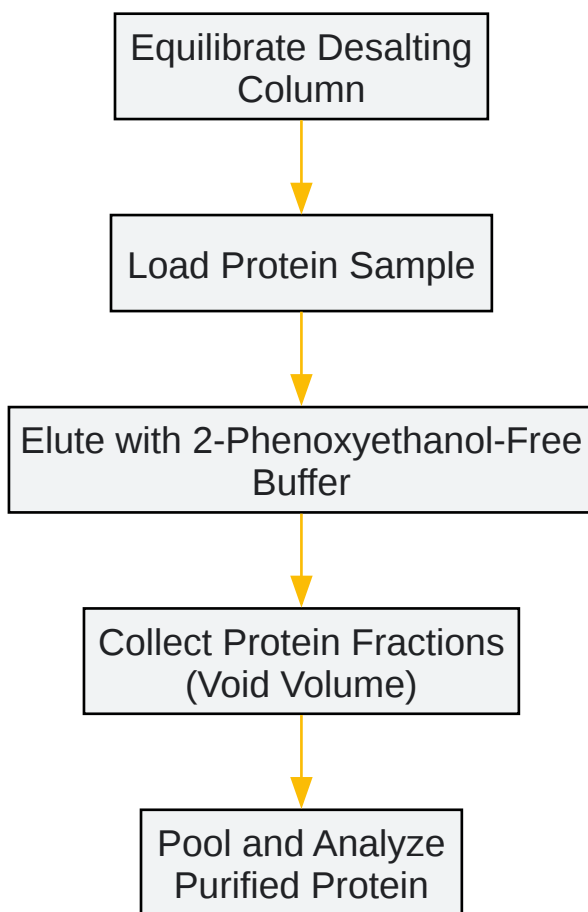 Equilibrate Desalting
Column
Load Protein Sample
Elute with 2-Phenoxyethanol-Free
Buffer
Collect Protein Fractions
(Void Volume)
Pool and Analyze
Purified Protein